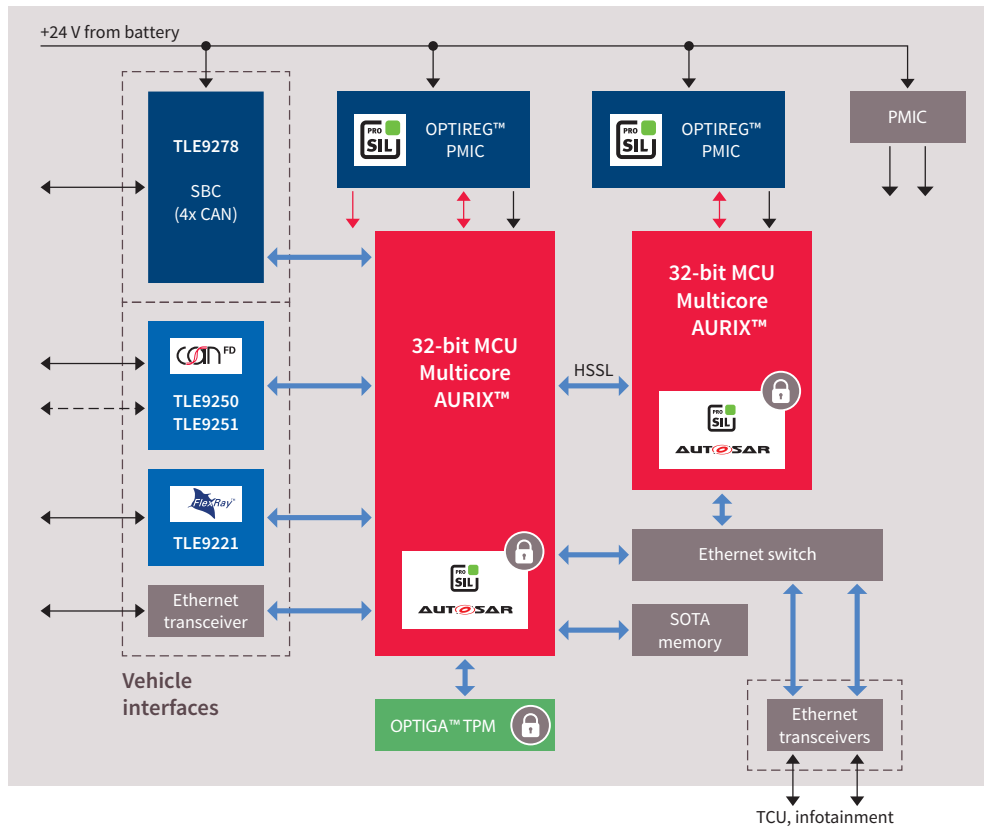 +24 V from battery
TLE9278
SBC
(4x CAN)
PRO
SIL
OPTIREG™
PMIC
PRO
SIL
OPTIREG™
PMIC
PMIC
CAN FD
TLE9250
TLE9251
FlexRay™
TLE9221
Ethernet
transceiver
Vehicle
interfaces
32-bit MCU
Multicore
AURIX™
PRO
SIL
AUTOSAR
HSSL
32-bit MCU
Multicore
AURIX™
PRO
SIL
AUTOSAR
Ethernet switch
SOTA
memory
OPTIGA™ TPM
Ethernet
transceivers
TCU, infotainment